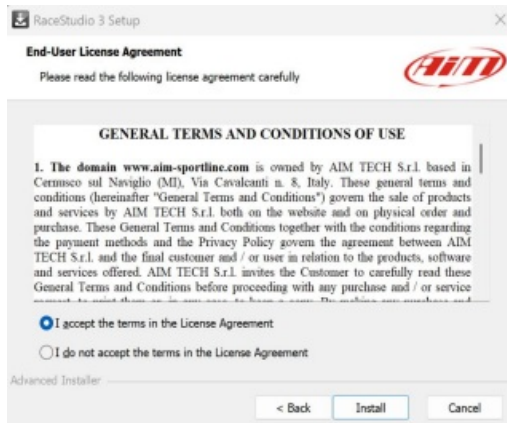 RaceStudio 3 Setup
End-User License Agreement
Please read the following license agreement carefully
AiM
GENERAL TERMS AND CONDITIONS OF USE
1. The domain www.aim-sportline.com is owned by AIM TECH S.r.l. based in
Cernusco sul Naviglio (MI), Via Cavalcanti n. 8, Italy. These general terms and
conditions (hereinafter "General Terms and Conditions") govern the sale of products
and services by AIM TECH S.r.l. both on the website and on physical order and
purchase. These General Terms and Conditions together with the conditions regarding
the payment methods and the Privacy Policy govern the agreement between AIM
TECH S.r.l. and the final customer and / or user in relation to the products, software
and services offered. AIM TECH S.r.l. invites the Customer to carefully read these
General Terms and Conditions before proceeding with any purchase and / or service
I accept the terms in the License Agreement
I do not accept the terms in the License Agreement
Advanced Installer
< Back Install Cancel